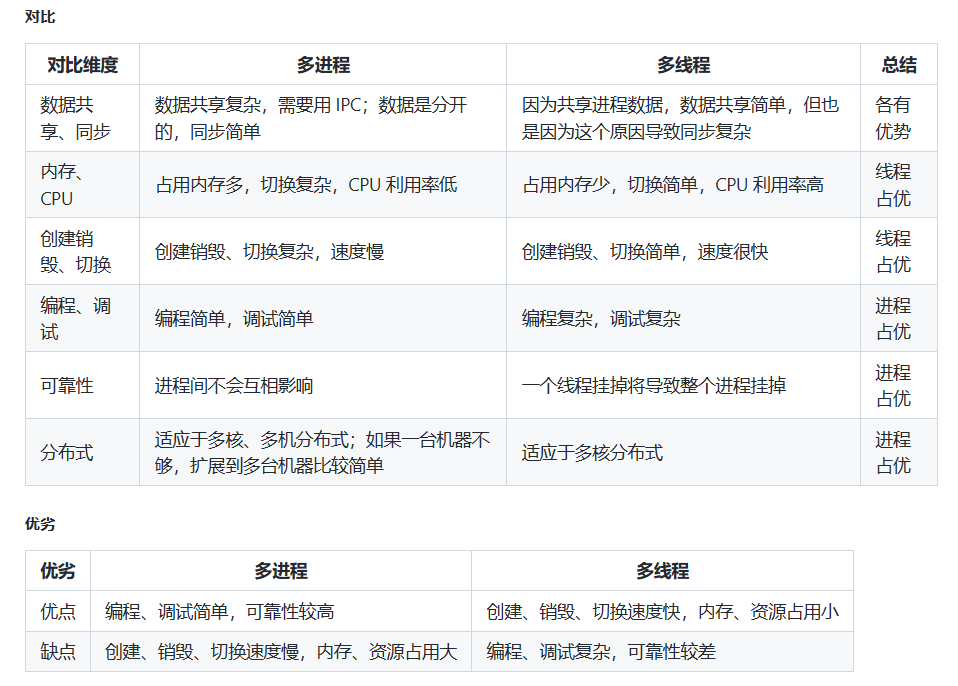 对比
对比维度 多进程 多线程 总结
数据共 数据共享复杂，需要用 IPC；数据是分开 因为共享进程数据，数据共享简单，但也 各有
享、同步 的，同步简单 是因为这个原因导致同步复杂 优势
内存、 线程
占用内存多，切换复杂，CPU 利用率低 占用内存少，切换简单，CPU 利用率高
CPU 占优
创建销 线程
创建销毁、切换复杂，速度慢 创建销毁、切换简单，速度很快
毁、切换 占优
编程、调 进程
编程简单，调试简单 编程复杂，调试复杂
试 占优
进程
可靠性 进程间不会互相影响 一个线程挂掉将导致整个进程挂掉
占优
适应于多核、多机分布式；如果一台机器不 进程
分布式 适应于多核分布式
够，扩展到多台机器比较简单 占优
优劣
优劣 多进程 多线程
优点 编程、调试简单，可靠性较高 创建、销毁、切换速度快，内存、资源占用小
缺点 创建、销毁、切换速度慢，内存、资源占用大 编程、调试复杂，可靠性较差